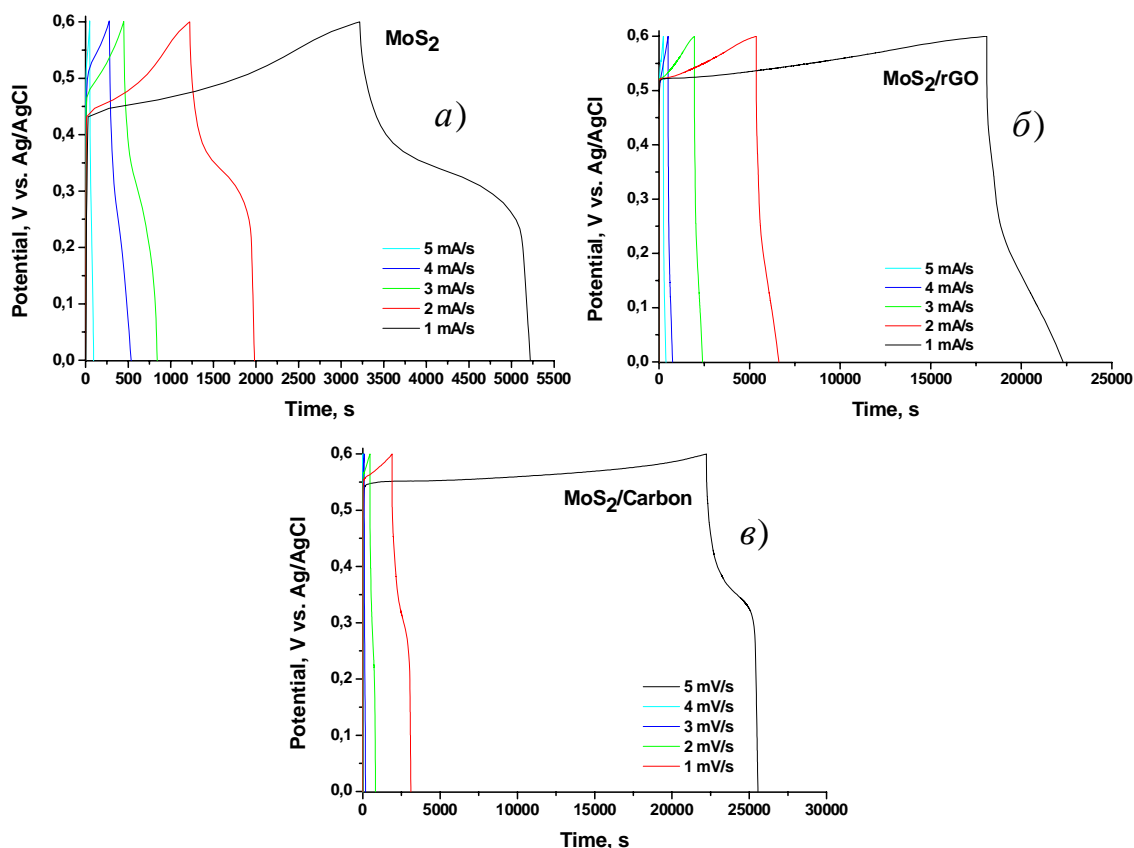 MoS2
а)
Potential, V vs. Ag/AgCl
0,6
0,5
0,4
0,3
0,2
0,1
0,0
5 mA/s
4 mA/s
3 mA/s
2 mA/s
1 mA/s
0 500 1000 1500 2000 2500 3000 3500 4000 4500 5000 5500
Time, s
MoS2/rGO
б)
Potential, V vs. Ag/AgCl
0,6
0,5
0,4
0,3
0,2
0,1
0,0
5 mA/s
4 mA/s
3 mA/s
2 mA/s
1 mA/s
0 5000 10000 15000 20000 25000
Time, s
MoS2/Carbon
в)
Potential, V vs. Ag/AgCl
0,6
0,5
0,4
0,3
0,2
0,1
0,0
5 mV/s
4 mV/s
3 mV/s
2 mV/s
1 mV/s
0 5000 10000 15000 20000 25000 30000
Time, s